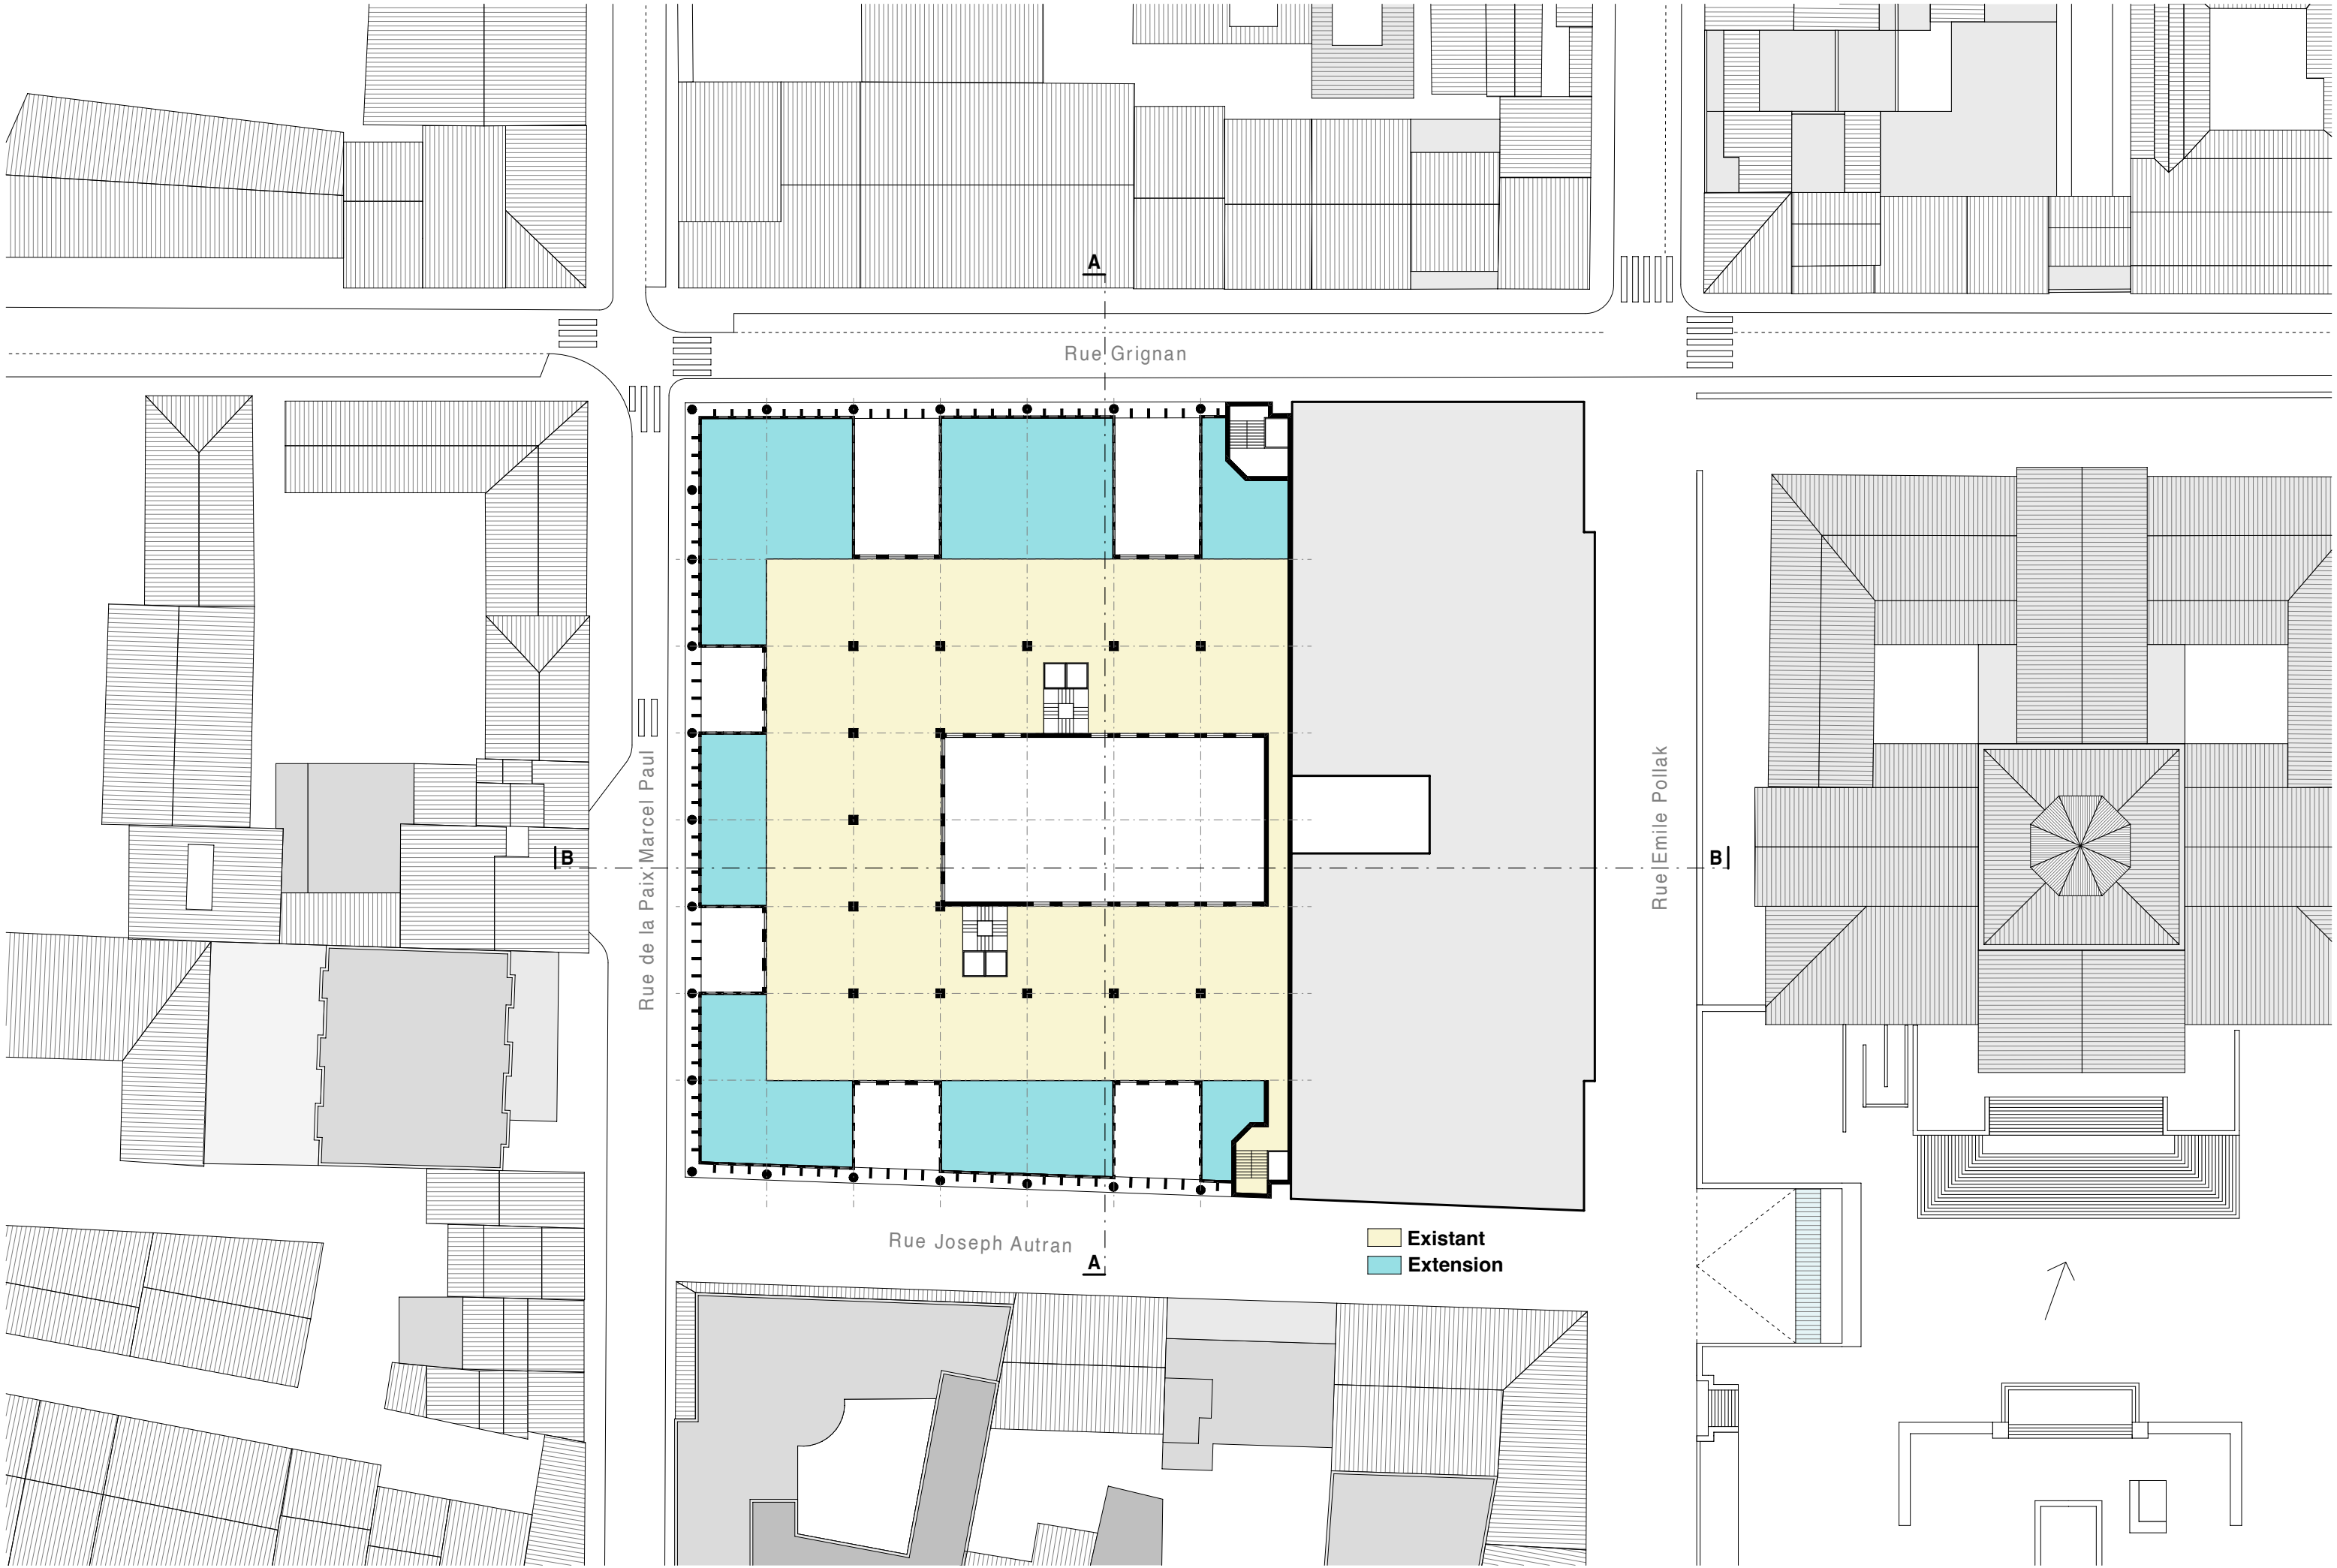 A
Rue Grignan
Rue de la Paix Marcel Paul
Rue Emile Pollak
B
B
Rue Joseph Autran
A
Existant
Extension